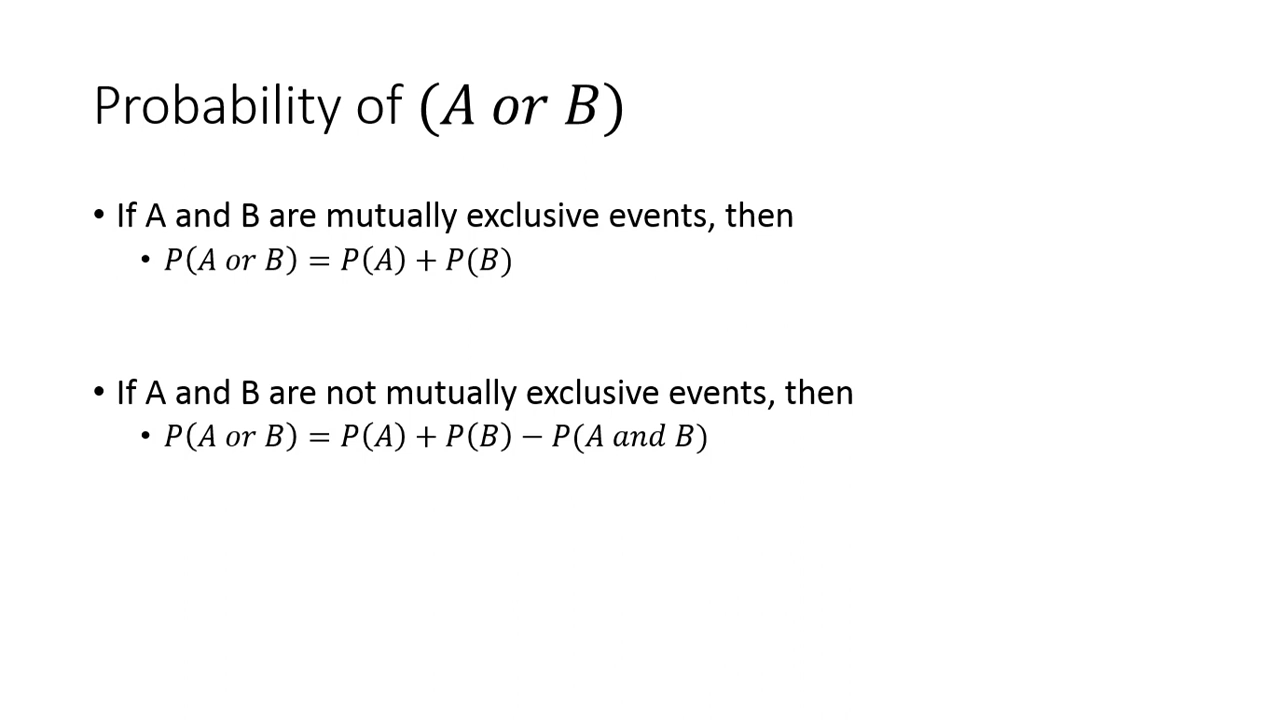 Probability of (A or B)
• If A and B are mutually exclusive events, then
• P(A or B) = P(A) + P(B)
• If A and B are not mutually exclusive events, then
• P(A or B) = P(A) + P(B) − P(A and B)